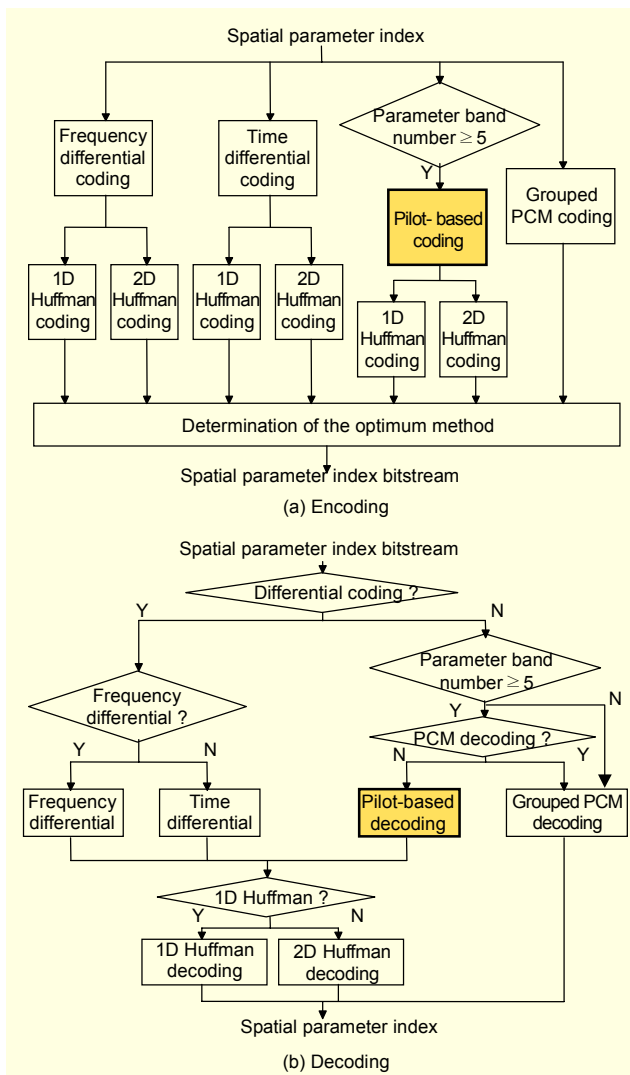 Spatial parameter index
Frequency
differential
coding
Time
differential
coding
Parameter band
number ≥ 5
Y
Pilot- based
coding
Grouped
PCM coding
1D
Huffman
coding
2D
Huffman
coding
1D
Huffman
coding
2D
Huffman
coding
1D
Huffman
coding
2D
Huffman
coding
Determination of the optimum method
Spatial parameter index bitstream
(a) Encoding
Spatial parameter index bitstream
Differential coding ?
Y
N
Frequency
differential ?
Parameter band
number ≥ 5
Y
N
PCM decoding ?
Y
N
N
Y
Frequency
differential
Time
differential
Pilot-based
decoding
Grouped PCM
decoding
1D Huffman ?
Y
N
1D Huffman
decoding
2D Huffman
decoding
Spatial parameter index
(b) Decoding